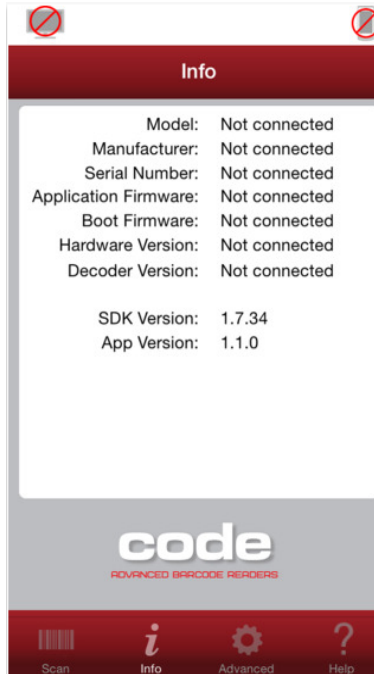 Info
Model: Not connected
Manufacturer: Not connected
Serial Number: Not connected
Application Firmware: Not connected
Boot Firmware: Not connected
Hardware Version: Not connected
Decoder Version: Not connected
SDK Version: 1.7.34
App Version: 1.1.0
code
ADVANCED BARCODE READERS
Scan Info Advanced Help